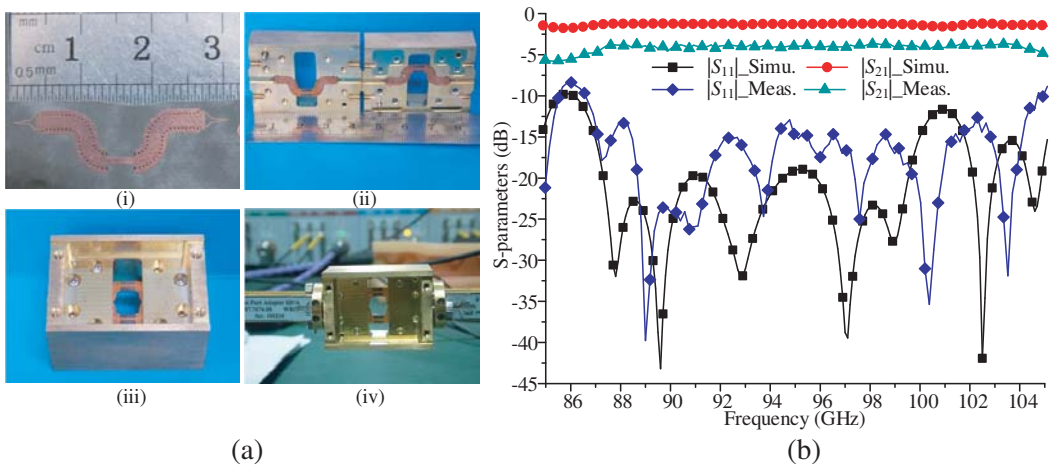 (a)
mm
cm
0.5mm
1 2 3
(i)
(ii)
(iii)
(iv)
0
-5
-10
-15
-20
-25
-30
-35
-40
-45
S-parameters (dB)
|S11|_Simu. |S21|_Simu.
|S11|_Meas. |S21|_Meas.
86 88 90 92 94 96 98 100 102 104
Frequency (GHz)
(a) (b)